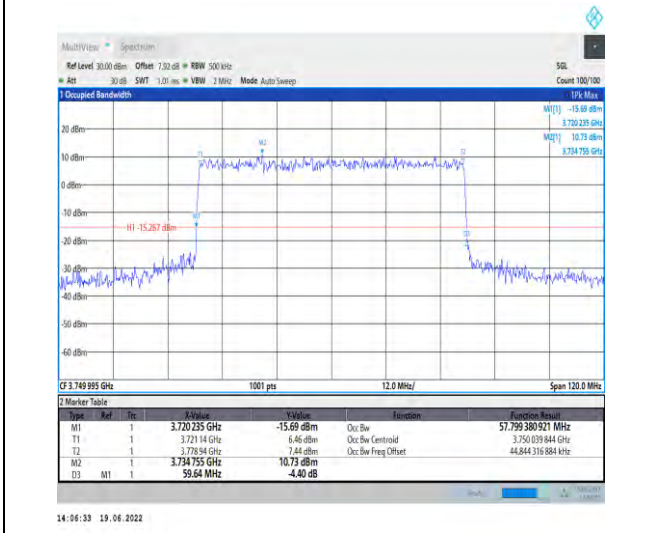 MultiView Spectrum
Ref Level 30.00 dBm Offset 7.92 dB RBW 500 kHz SGL
Att 30 dB SWT 1.01 ms VBW 2 MHz Mode Auto Sweep Count 100/100
1 Occupied Bandwidth 1Pk Max
M1[1] -15.69 dBm
3.720 235 GHz
M2[1] 10.73 dBm
3.734 755 GHz
20 dBm
M2
10 dBm
0 dBm
-10 dBm
H1 -15.267 dBm
-20 dBm
-30 dBm
-40 dBm
-50 dBm
-60 dBm
CF 3.749 995 GHz 1001 pts 12.0 MHz/ Span 120.0 MHz
2 Marker Table
Type Ref Trc X-Value Y-Value Function Function Result
M1 1 3.720 235 GHz -15.69 dBm Occ Bw 57.799 380 921 MHz
T1 1 3.721 14 GHz 6.46 dBm Occ Bw Centroid 3.750 039 844 GHz
T2 1 3.778 94 GHz 7.44 dBm Occ Bw Freq Offset 44.844 316 884 kHz
M2 1 3.734 755 GHz 10.73 dBm
D3 M1 1 59.64 MHz -4.40 dB
14:06:33 19.06.2022